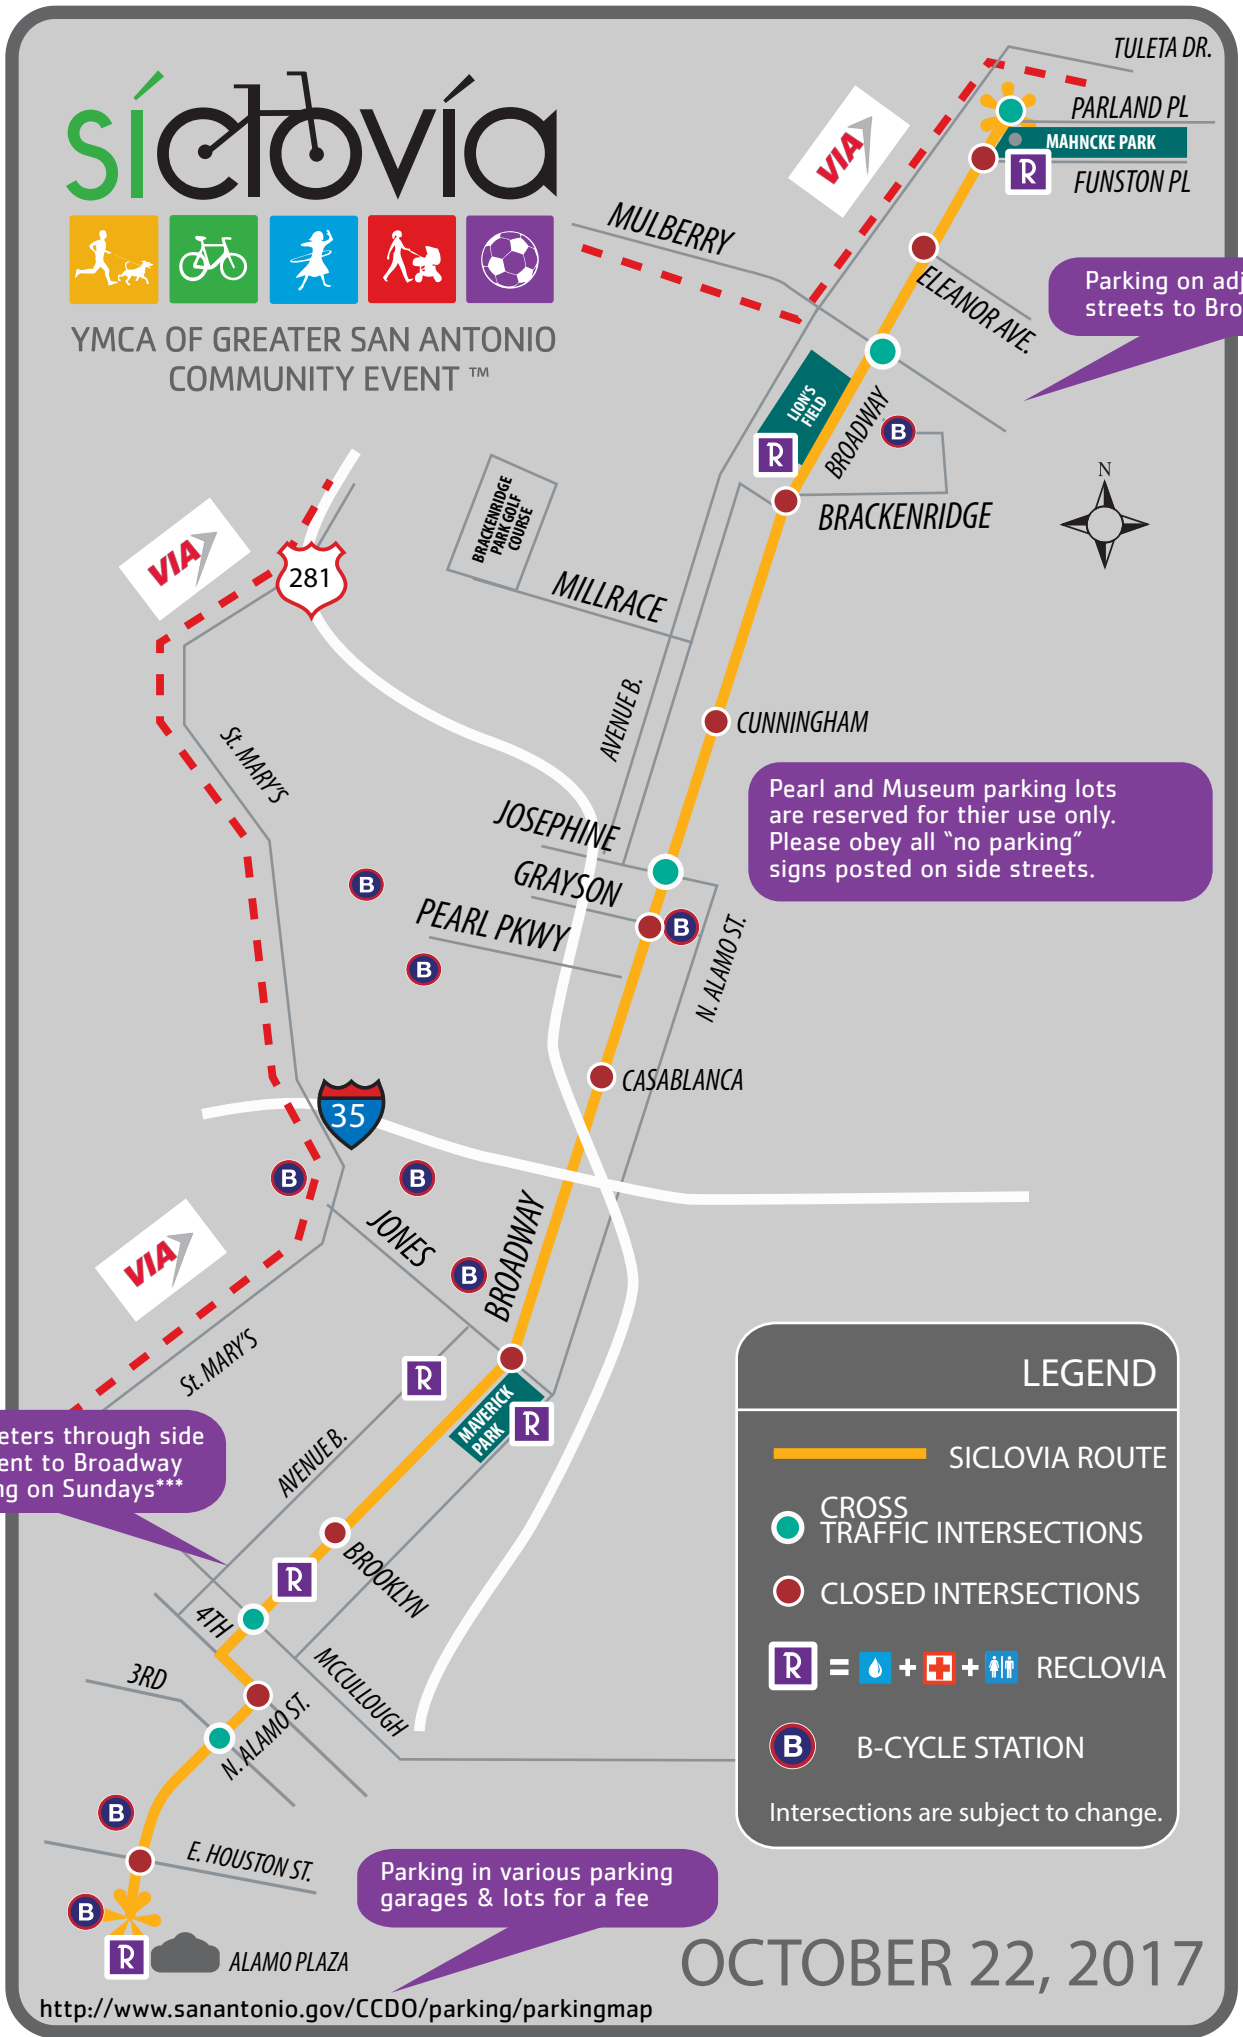 síclovía
YMCA OF GREATER SAN ANTONIO
COMMUNITY EVENT ™
TULETA DR.
PARLAND PL
MAHNCKE PARK
R
FUNSTON PL
VIA
MULBERRY
ELEANOR AVE.
Parking on adj
streets to Bro
LION'S
FIELD
R
BROADWAY
B
BRACKENRIDGE
N
BRACKENRIDGE
PARK GOLF
COURSE
VIA
281
MILLRACE
AVENUE B.
CUNNINGHAM
St. MARY'S
Pearl and Museum parking lots
are reserved for thier use only.
Please obey all “no parking”
signs posted on side streets.
JOSEPHINE
GRAYSON
B
PEARL PKWY
B
B
N. ALAMO ST.
CASABLANCA
35
B
B
JONES
B
BROADWAY
VIA
St. MARY'S
R
MAVERICK
PARK
R
eters through side
ent to Broadway
ng on Sundays***
AVENUE B.
BROOKLYN
R
4TH
MCCULLOUGH
3RD
N. ALAMO ST.
B
E. HOUSTON ST.
B
R
ALAMO PLAZA
Parking in various parking
garages & lots for a fee
LEGEND
SICLOVIA ROUTE
CROSS
TRAFFIC INTERSECTIONS
CLOSED INTERSECTIONS
R = + + RECLOVIA
B B-CYCLE STATION
Intersections are subject to change.
OCTOBER 22, 2017
http://www.sanantonio.gov/CCDO/parking/parkingmap